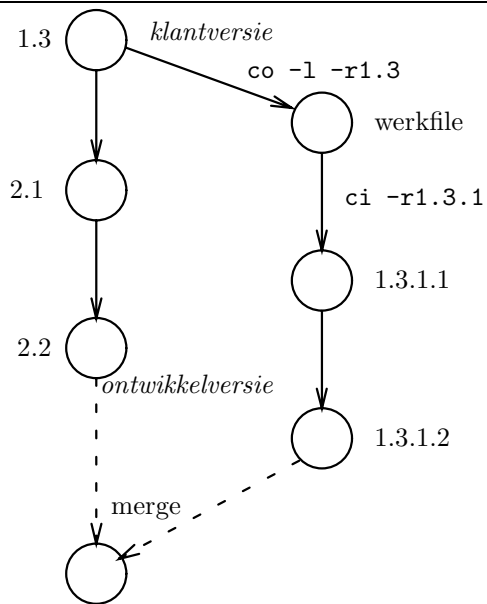 1.3
klantversie
co -l -r1.3
werkfile
2.1
ci -r1.3.1
1.3.1.1
2.2
ontwikkelversie
1.3.1.2
merge